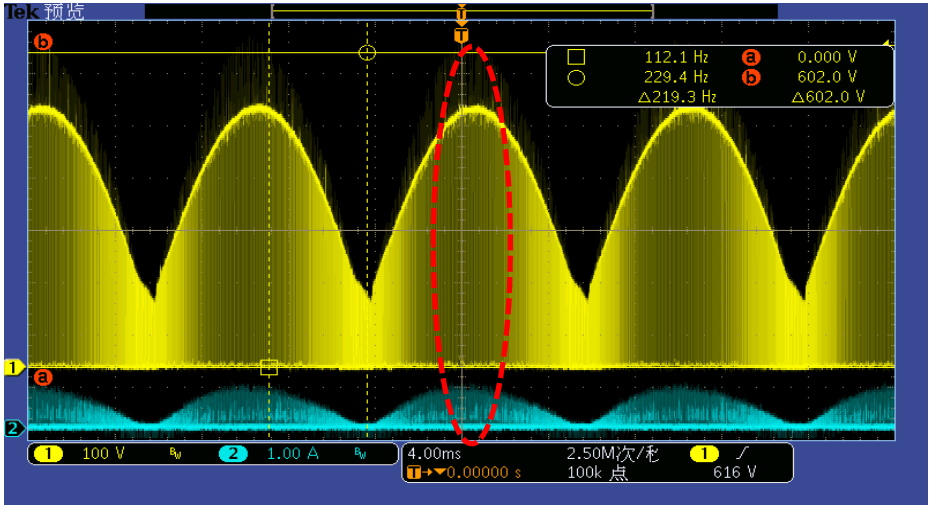 Tek 预览
T
T
b
112.1 Hz a 0.000 V
229.4 Hz b 602.0 V
△219.3 Hz △602.0 V
1
a
2
1 100 V Bw 2 1.00 A Bw
4.00ms 2.50M次/秒 1 ∫
T→▼0.00000 s 100k 点 616 V